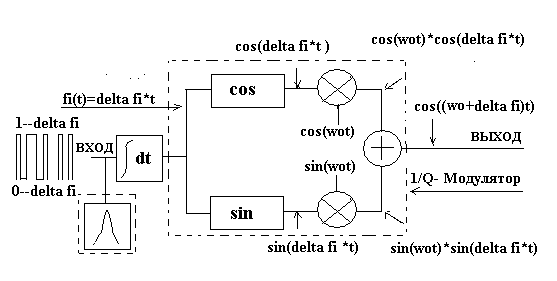 cos(delta fi*t )
cos(wot)*cos(delta fi*t)
fi(t)=delta fi*t
cos
1--delta fi
cos((wo+delta fi)t)
cos(wot)
ВХОД
dt
ВЫХОД
sin(wot)
0--delta fi
1/Q- Модулятор
sin
sin(delta fi *t)
sin(wot)*sin(delta fi*t)